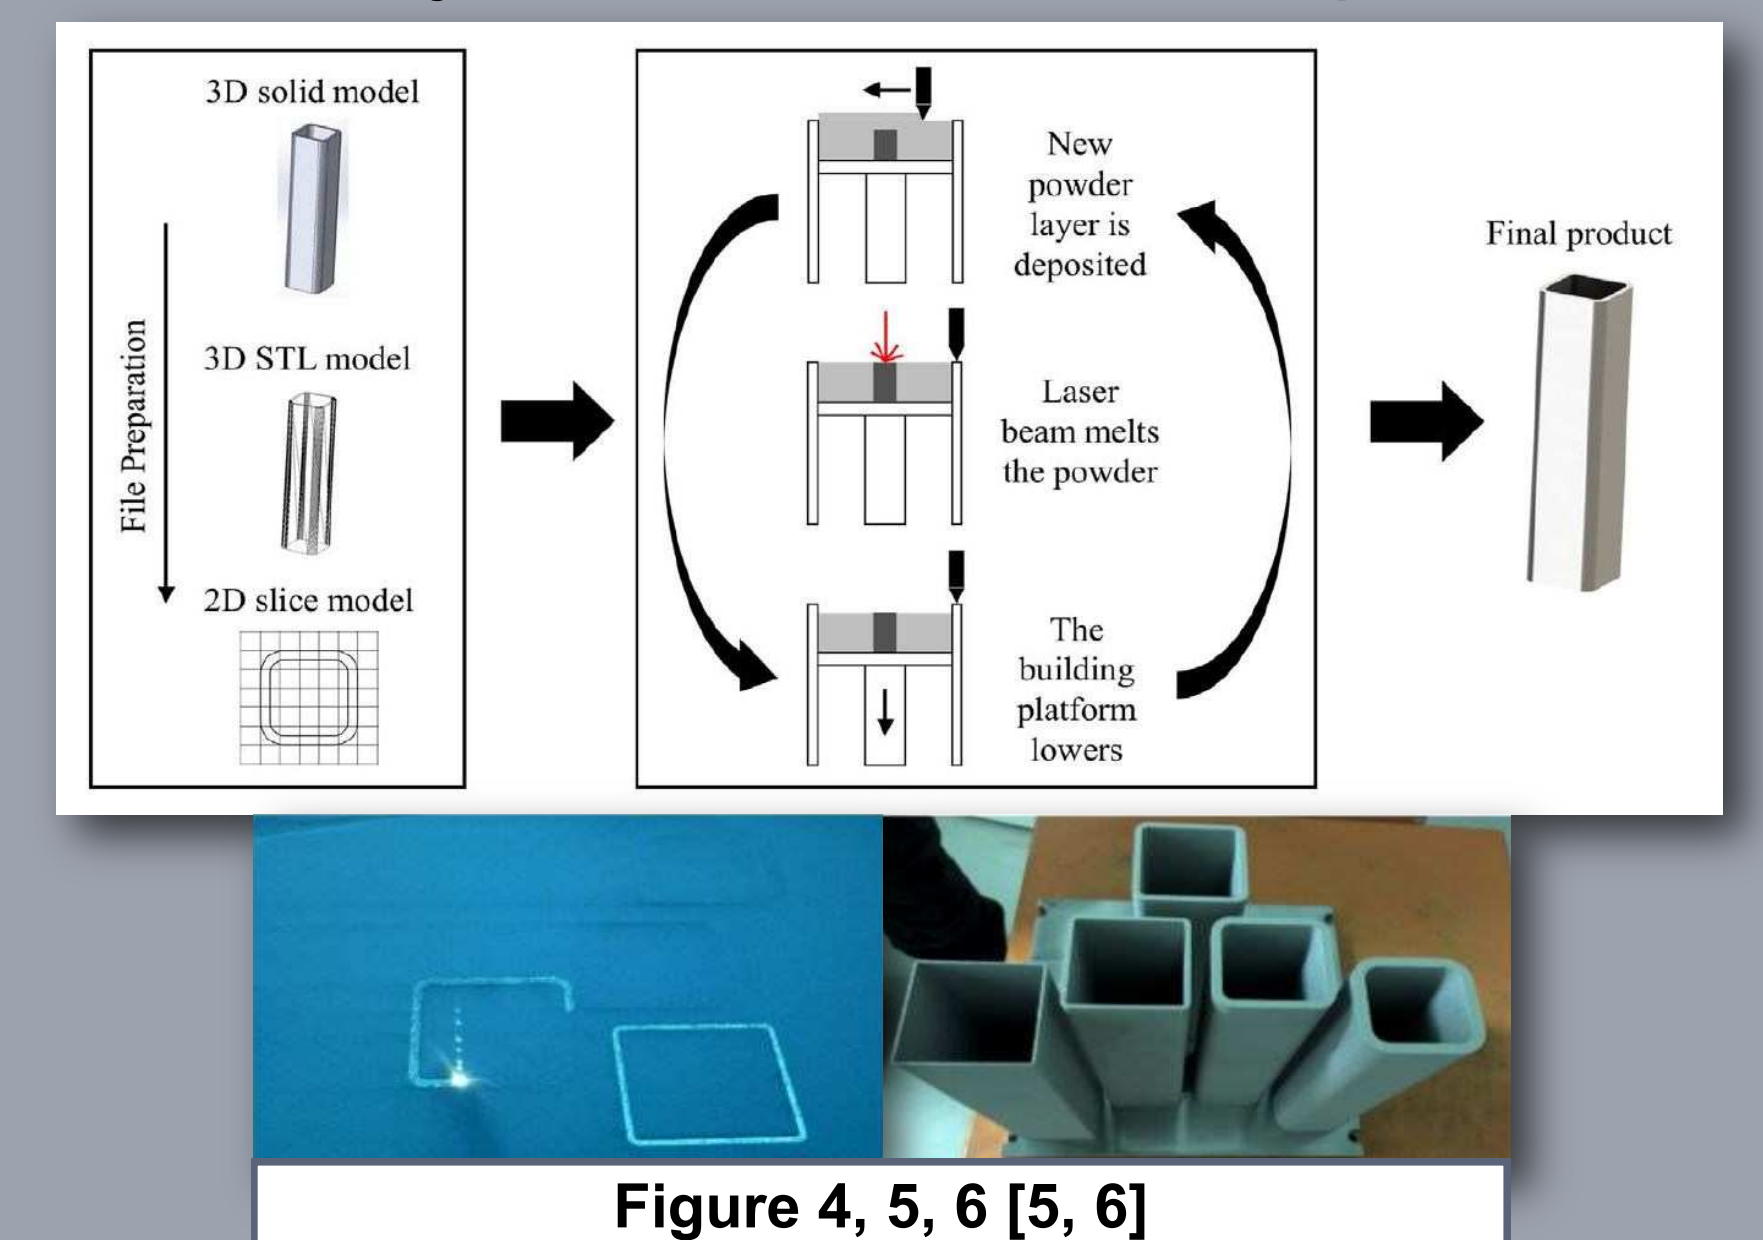 3D solid model
File Preparation
3D STL model
2D slice model
New
powder
layer is
deposited
Laser
beam melts
the powder
The
building
platform
lowers
Final product
Figure 4, 5, 6 [5, 6]